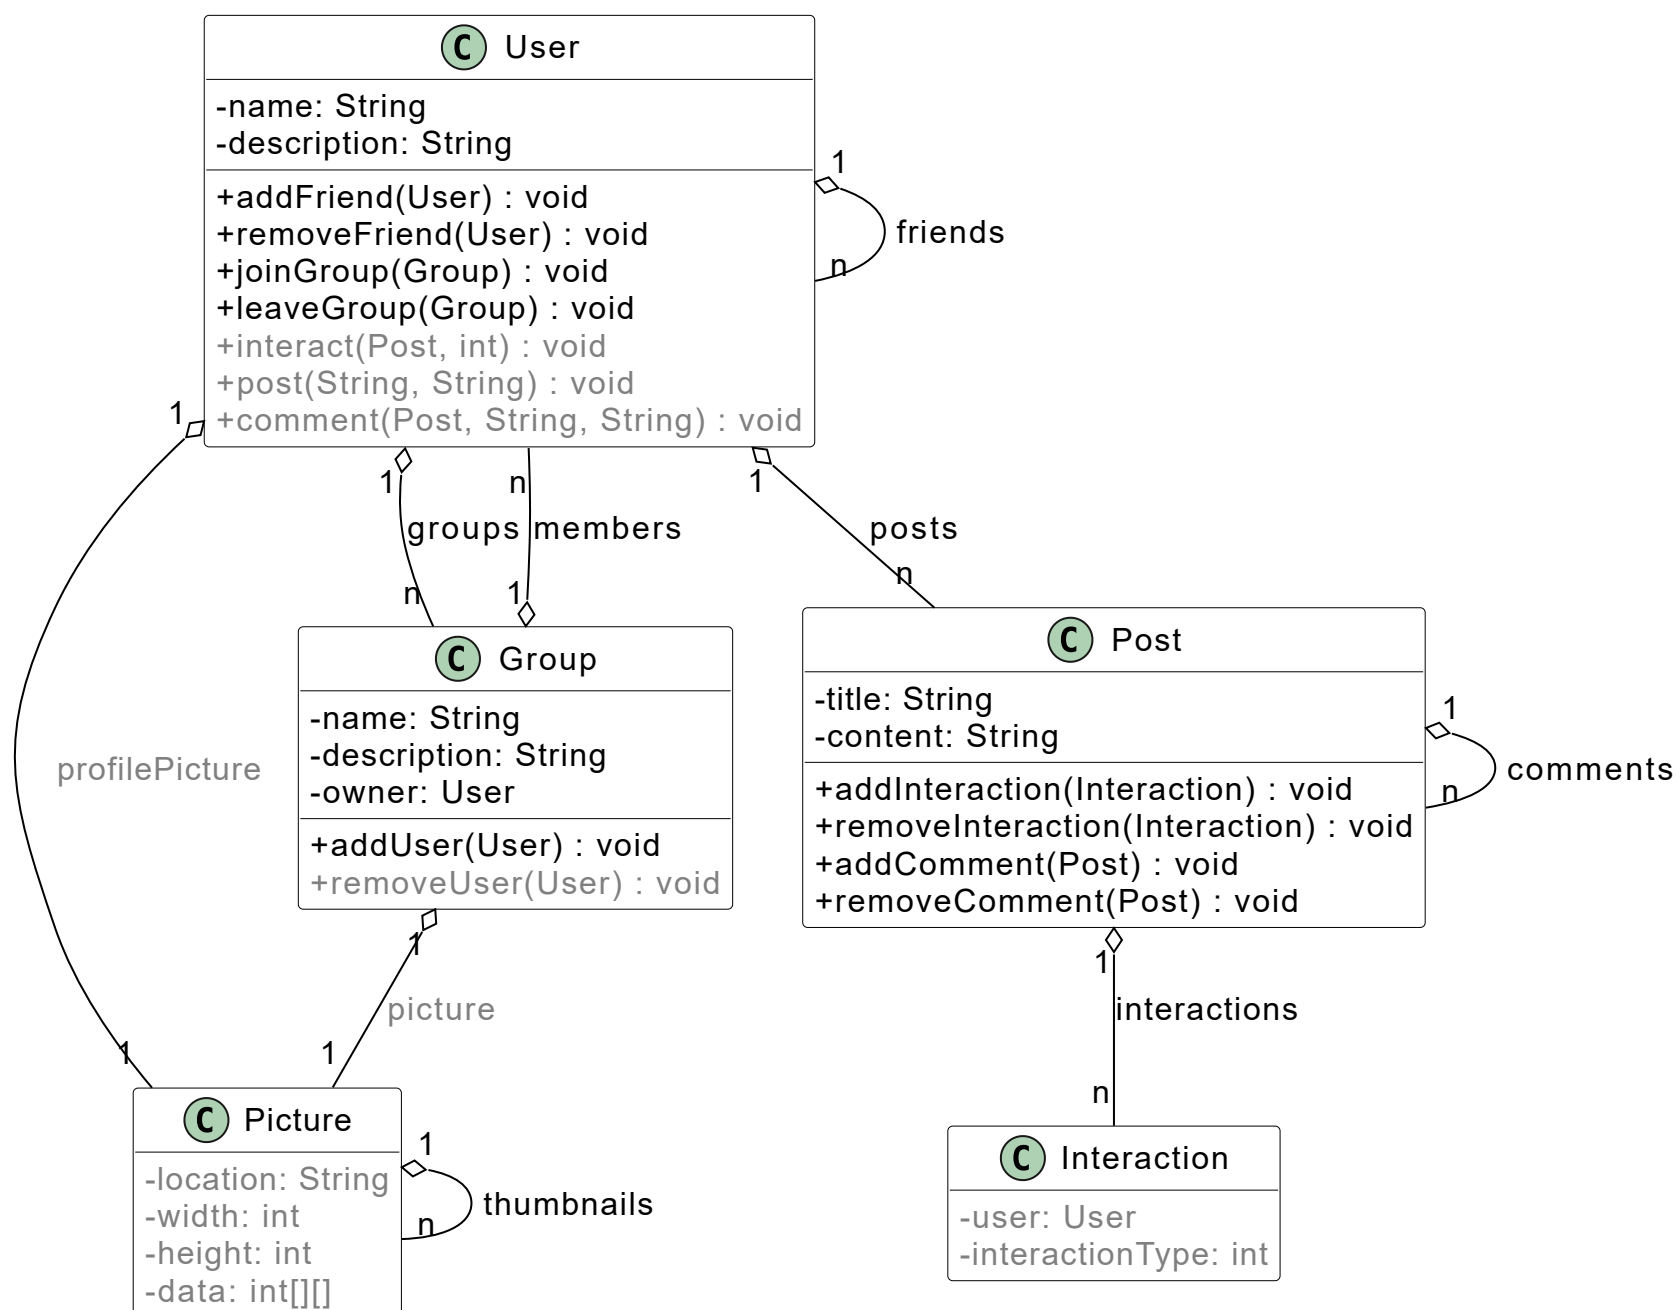 C User
-name: String
-description: String
+addFriend(User) : void
+removeFriend(User) : void
+joinGroup(Group) : void
+leaveGroup(Group) : void
+interact(Post, int) : void
+post(String, String) : void
+comment(Post, String, String) : void
1
friends
n
1
1
groups
n
n
members
1
1
posts
n
profilePicture
C Group
-name: String
-description: String
-owner: User
+addUser(User) : void
+removeUser(User) : void
C Post
-title: String
-content: String
+addInteraction(Interaction) : void
+removeInteraction(Interaction) : void
+addComment(Post) : void
+removeComment(Post) : void
1
comments
n
1
picture
1
1
1
interactions
n
C Picture
-location: String
-width: int
-height: int
-data: int[][]
1
thumbnails
n
C Interaction
-user: User
-interactionType: int